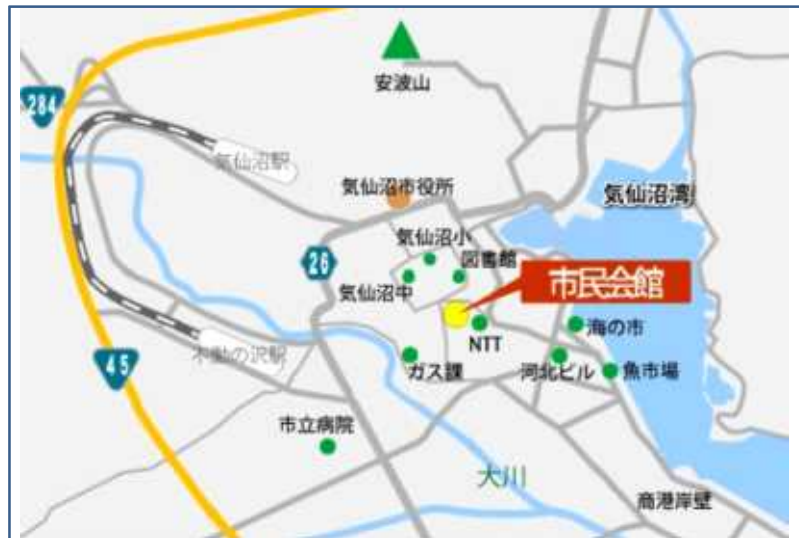 安波山
284
気仙沼駅
気仙沼市役所
気仙沼湾
気仙沼小
26
図書館
気仙沼中
市民会館
海の市
NTT
不動の沢駅
45
ガス課
河北ビル
魚市場
市立病院
大川
商港岸壁